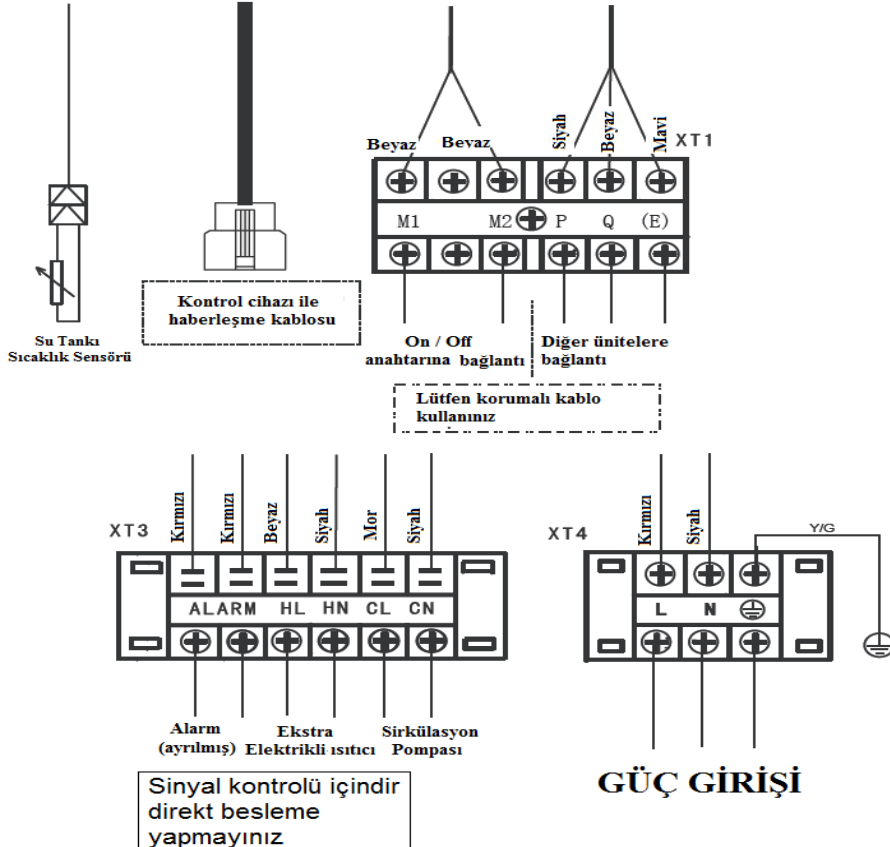 Beyaz
Beyaz
Siyah
Beyaz
Mavi
XT1
M1
M2
P
Q
(E)
Kontrol cihazı ile
haberleşme kablosu
Su Tankı
Sıcaklık Sensörü
On / Off
anahtarına bağlantı
Diğer ünitelere
bağlantı
Lütfen korumalı kablo
kullanınız
XT3
Kırmızı
Kırmızı
Beyaz
Siyah
Mor
Siyah
ALARM HL HN CL CN
Alarm
(ayrılmış)
Ekstra
Elektrikli ısıtıcı
Sirkülasyon
Pompası
Sinyal kontrolü içindir
direkt besleme
yapmayınız
XT4
Kırmızı
Siyah
Y/G
L N
GÜÇ GİRİŞİ